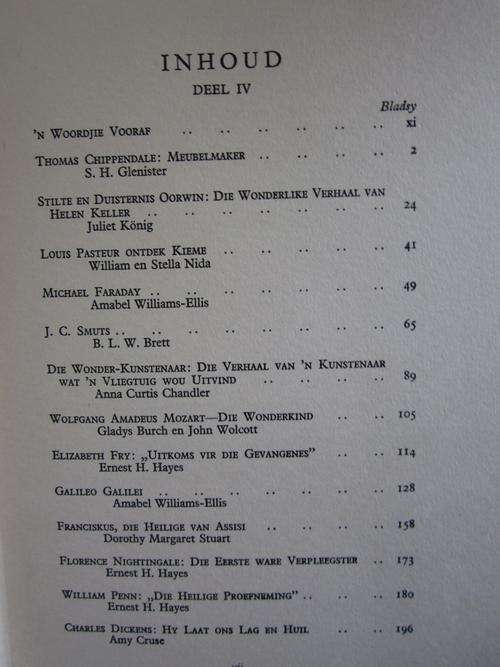 INHOUD
DEEL IV
Bladsy
'N WOORDJIE VOORAF .. .. .. .. .. .. xi
THOMAS CHIPPENDALE: MEUBELMAKER .. .. .. .. 2
S. H. Glenister
STILTE EN DUISTERNIS OORWIN: DIE WONDERLIKE VERHAAL VAN
HELEN KELLER .. .. .. .. .. .. .. 24
Juliet König
LOUIS PASTEUR ONTDEK KIEME .. .. .. .. .. 41
William en Stella Nida
MICHAEL FARADAY .. .. .. .. .. .. .. 49
Amabel Williams-Ellis
J. C. SMUTS .. .. .. .. .. .. .. .. 65
B. L. W. Brett
DIE WONDER-KUNSTENAAR: DIE VERHAAL VAN 'N KUNSTENAAR
WAT 'N VLIEGTUIG WOU UITVIND .. .. .. .. 89
Anna Curtis Chandler
WOLFGANG AMADEUS MOZART—DIE WONDERKIND .. .. 105
Gladys Burch en John Wolcott
ELIZABETH FRY: „UITKOMS VIR DIE GEVANGENES” .. .. 114
Ernest H. Hayes
GALILEO GALILEI .. .. .. .. .. .. .. 128
Amabel Williams-Ellis
FRANCISKUS, DIE HEILIGE VAN ASSISI .. .. .. .. 158
Dorothy Margaret Stuart
FLORENCE NIGHTINGALE: DIE EERSTE WARE VERPLEEGSTER .. 173
Ernest H. Hayes
WILLIAM PENN: „DIE HEILIGE PROEFNEMING” .. .. .. 180
Ernest H. Hayes
CHARLES DICKENS: HY LAAT ONS LAG EN HUIL .. .. 196
Amy Cruse